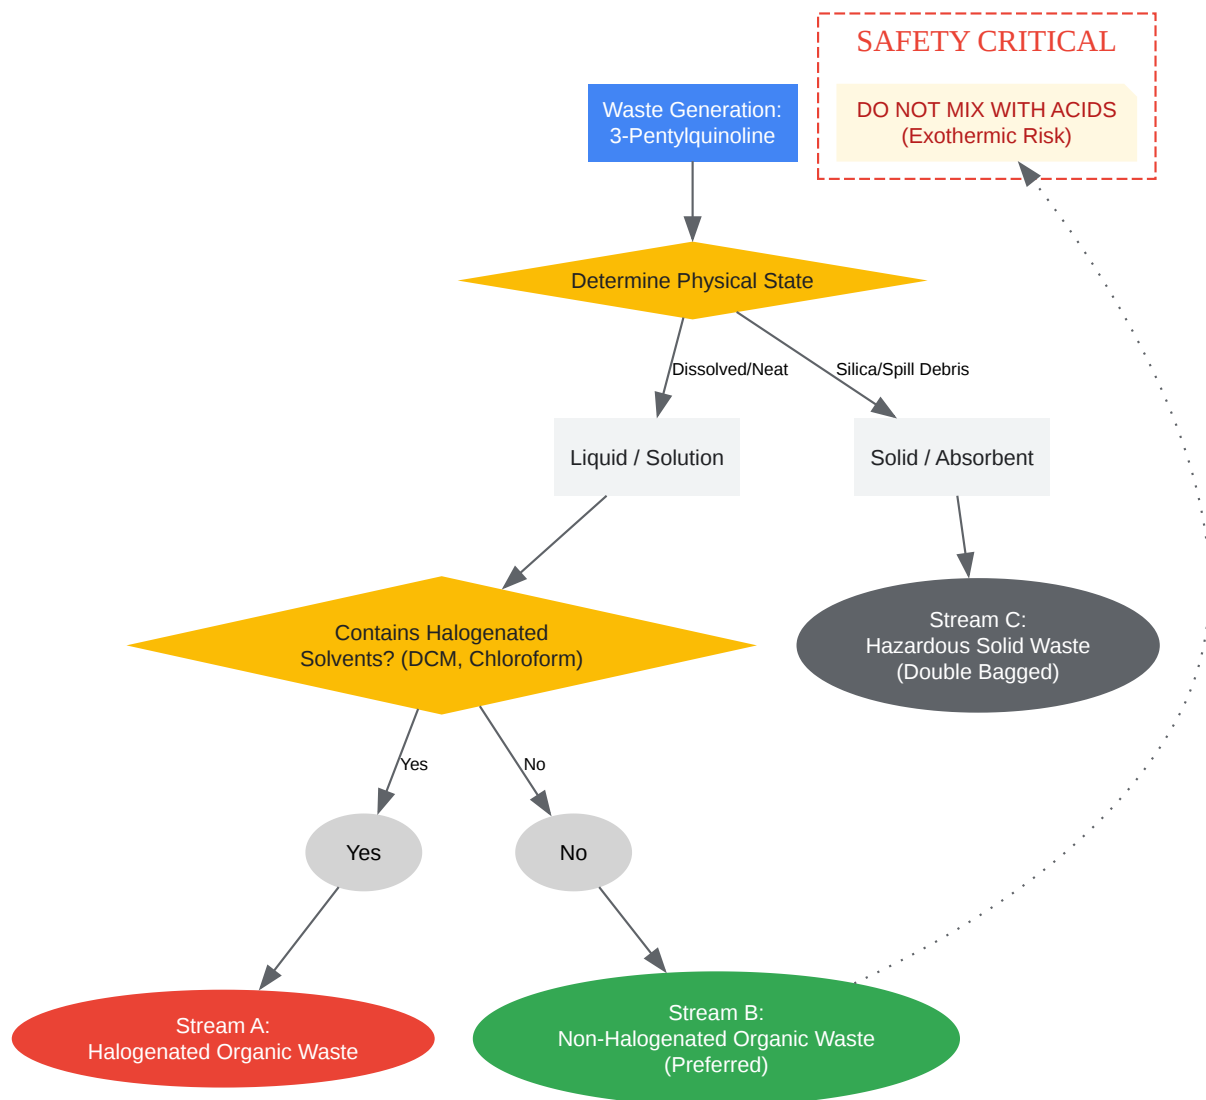 SAFETY CRITICAL
Waste Generation:
3-Pentylquinoline
DO NOT MIX WITH ACIDS
(Exothermic Risk)
Determine Physical State
Dissolved/Neat
Silica/Spill Debris
Liquid / Solution
Solid / Absorbent
Contains Halogenated
Solvents? (DCM, Chloroform)
Stream C:
Hazardous Solid Waste
(Double Bagged)
Yes
No
Yes
No
Stream A:
Halogenated Organic Waste
Stream B:
Non-Halogenated Organic Waste
(Preferred)